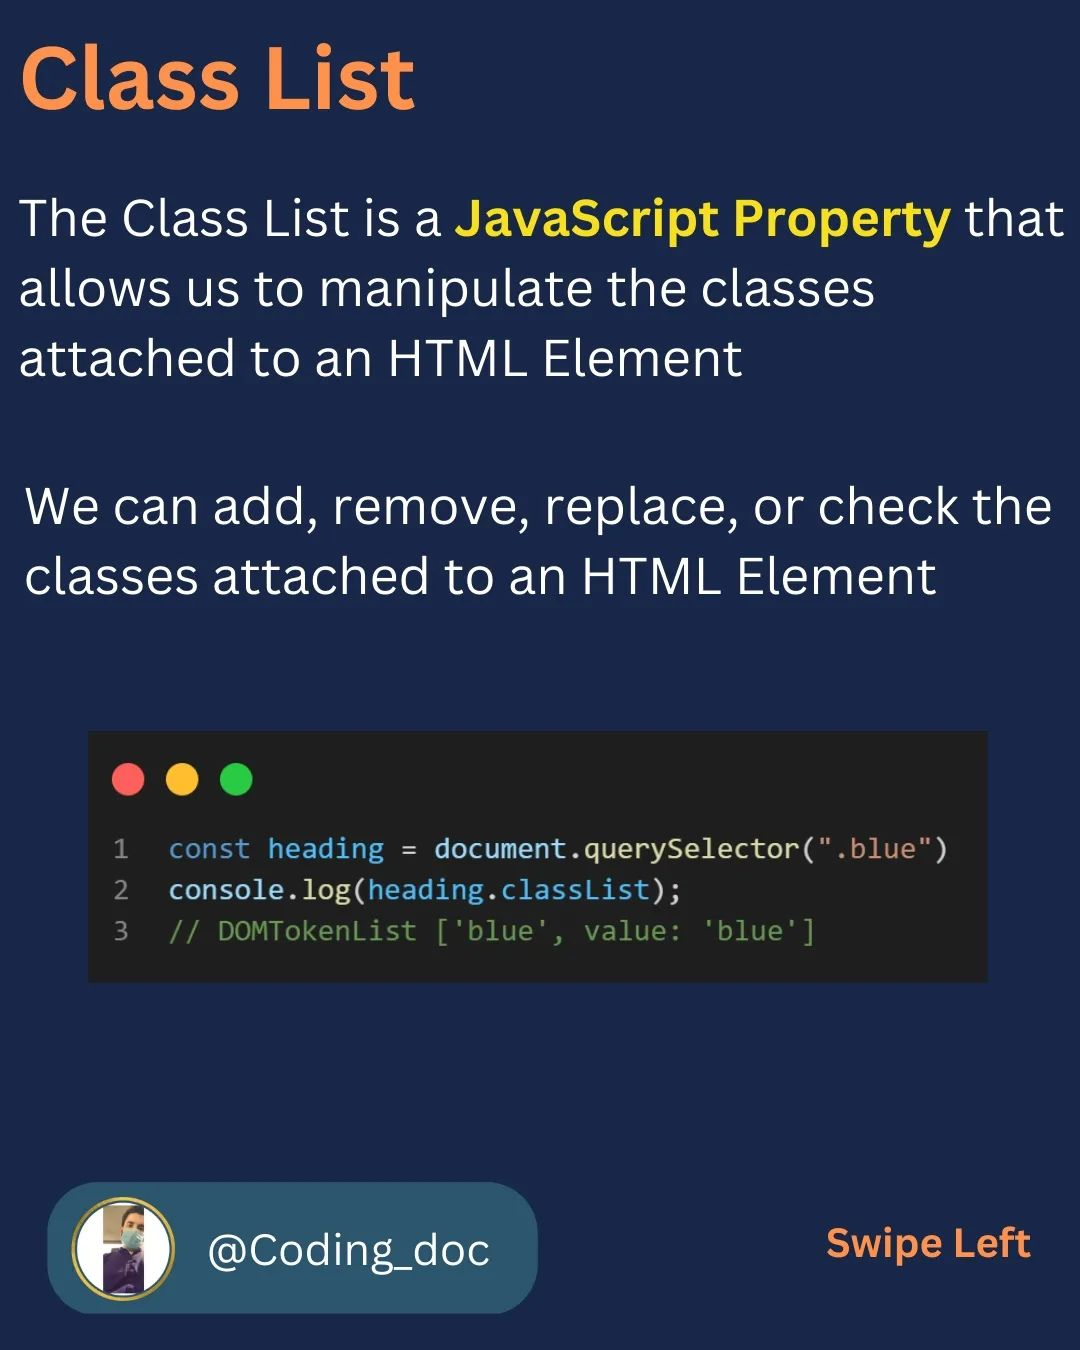 Class List
The Class List is a JavaScript Property that
allows us to manipulate the classes
attached to an HTML Element
We can add, remove, replace, or check the
classes attached to an HTML Element
1 const heading = document.querySelector(".blue")
2 console.log(heading.classList);
3 // DOMTokenList ['blue', value: 'blue']
@Coding_doc
Swipe Left